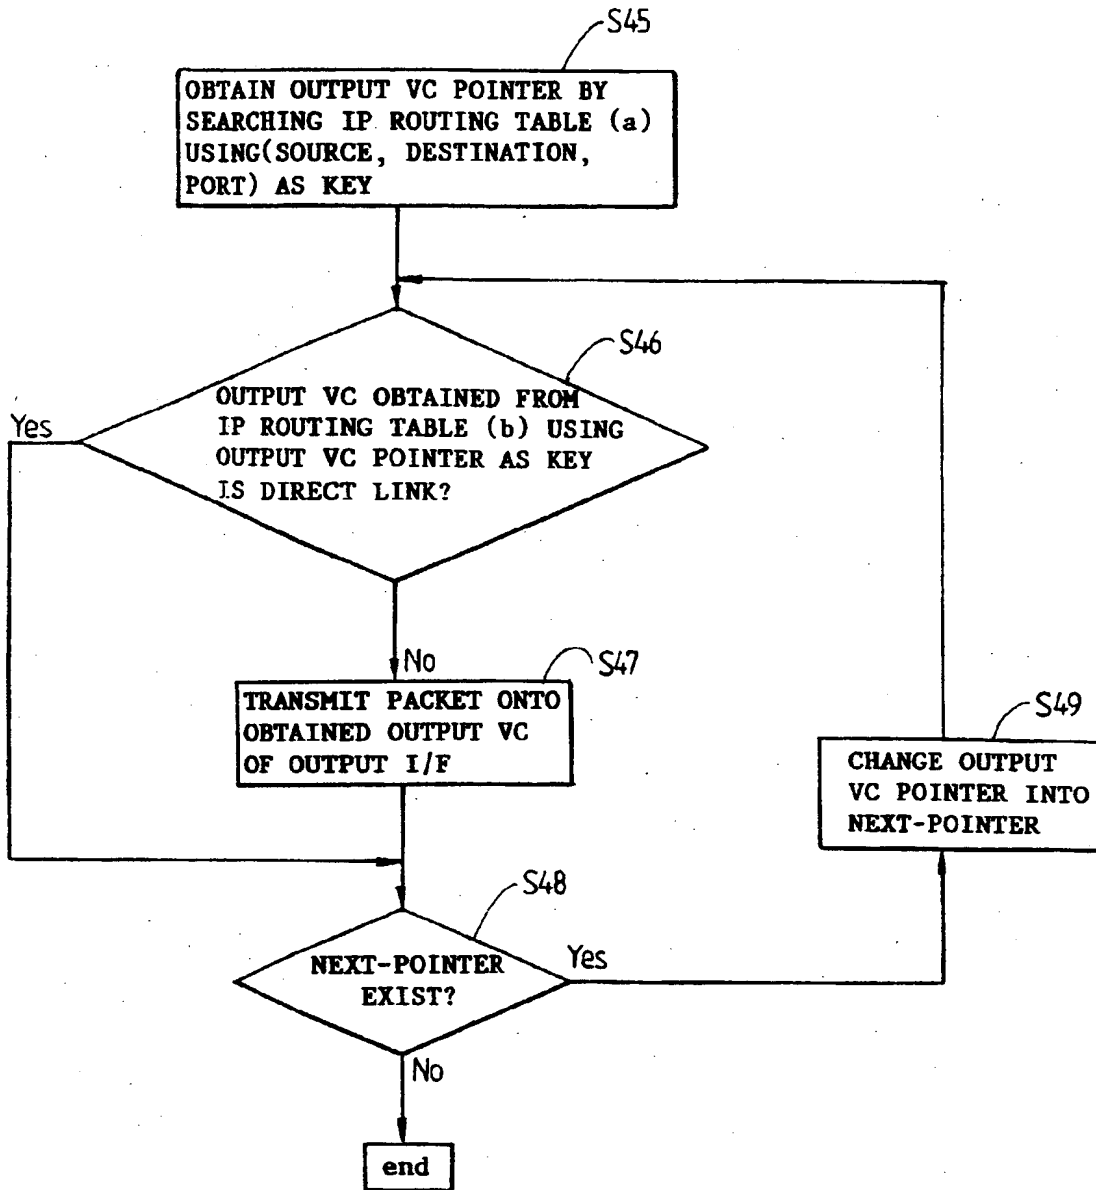 S45
OBTAIN OUTPUT VC POINTER BY
SEARCHING IP ROUTING TABLE (a)
USING(SOURCE, DESTINATION,
PORT) AS KEY
S46
OUTPUT VC OBTAINED FROM
IP ROUTING TABLE (b) USING
OUTPUT VC POINTER AS KEY
IS DIRECT LINK?
Yes
No
S47
TRANSMIT PACKET ONTO
OBTAINED OUTPUT VC
OF OUTPUT I/F
S49
CHANGE OUTPUT
VC POINTER INTO
NEXT-POINTER
S48
NEXT-POINTER
EXIST?
Yes
No
end